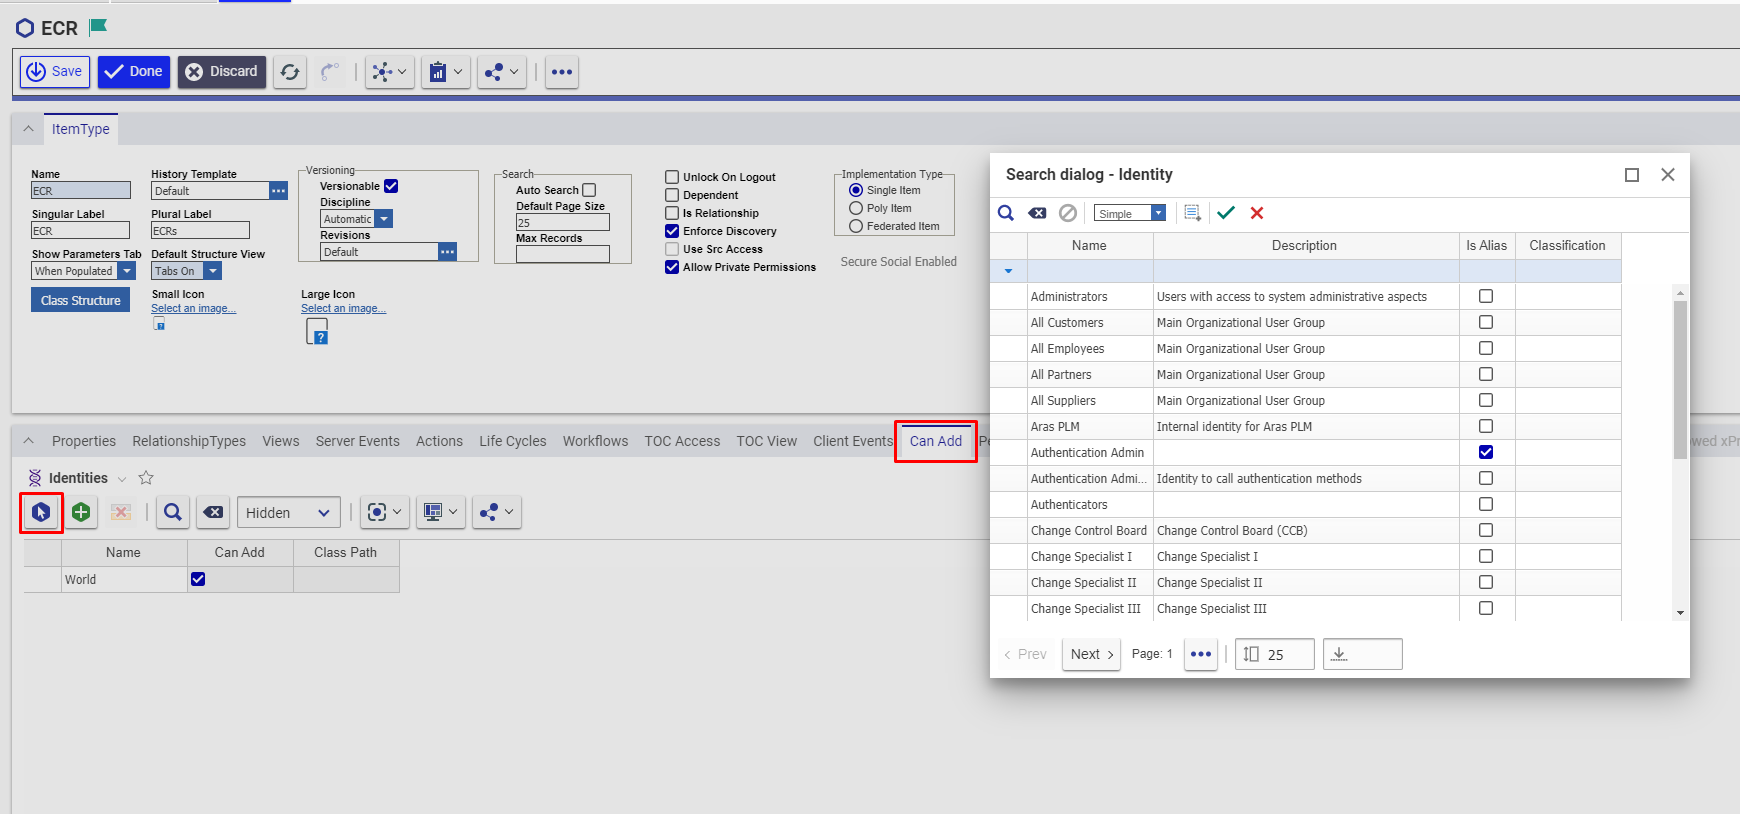 ECR
Save Done Discard
ItemType
Name
ECR
History Template
Default
Singular Label
ECR
Plural Label
ECRs
Show Parameters Tab
When Populated
Default Structure View
Tabs On
Class Structure
Small Icon
Select an image...
Large Icon
Select an image...
Versioning
Versionable
Discipline
Automatic
Revisions
Default
Search
Auto Search
Default Page Size
25
Max Records
Unlock On Logout
Dependent
Is Relationship
Enforce Discovery
Use Src Access
Allow Private Permissions
Implementation Type
Single Item
Poly Item
Federated Item
Secure Social Enabled
Properties RelationshipTypes Views Server Events Actions Life Cycles Workflows TOC Access TOC View Client Events Can Add
Identities
Hidden
Name Can Add Class Path
World
Search dialog - Identity
Simple
Name Description Is Alias Classification
Administrators Users with access to system administrative aspects
All Customers Main Organizational User Group
All Employees Main Organizational User Group
All Partners Main Organizational User Group
All Suppliers Main Organizational User Group
Aras PLM Internal identity for Aras PLM
Authentication Admin
Authentication Admi... Identity to call authentication methods
Authenticators
Change Control Board Change Control Board (CCB)
Change Specialist I Change Specialist I
Change Specialist II Change Specialist II
Change Specialist III Change Specialist III
Prev Next Page: 1 25